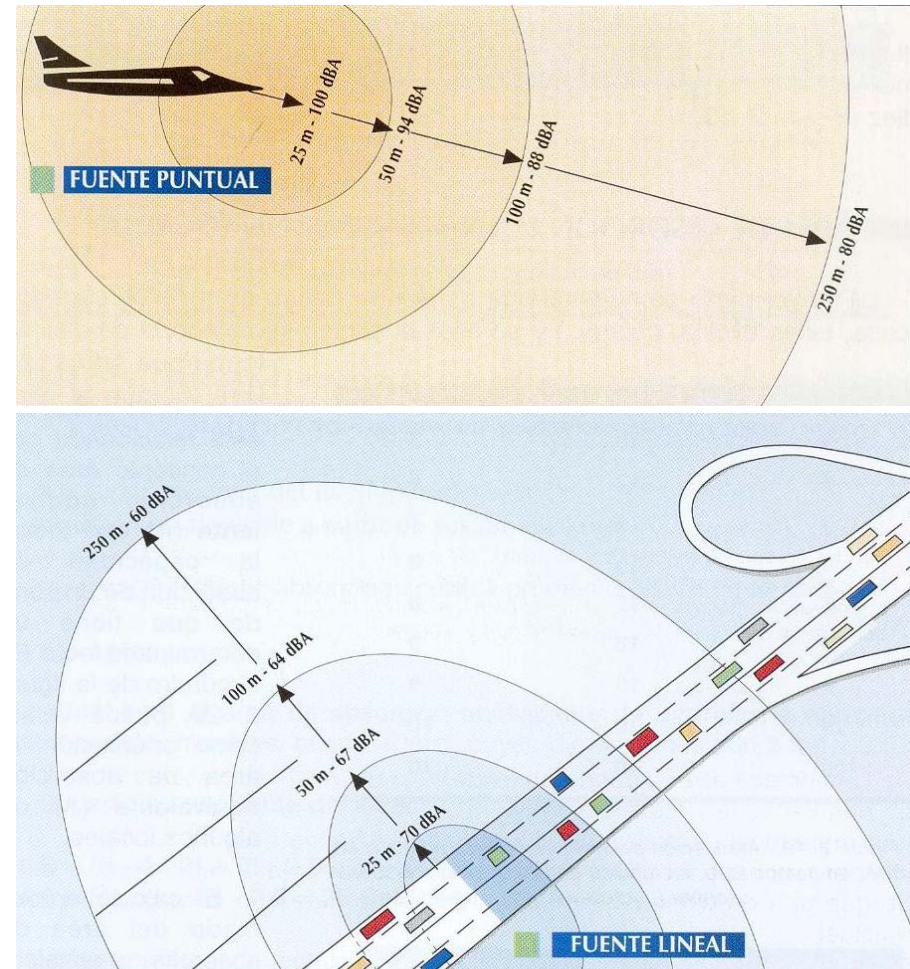 25 m - 100 dBA
50 m - 94 dBA
100 m - 88 dBA
250 m - 80 dBA
FUENTE PUNTUAL
250 m - 60 dBA
100 m - 64 dBA
50 m - 67 dBA
25 m - 70 dBA
FUENTE LINEAL